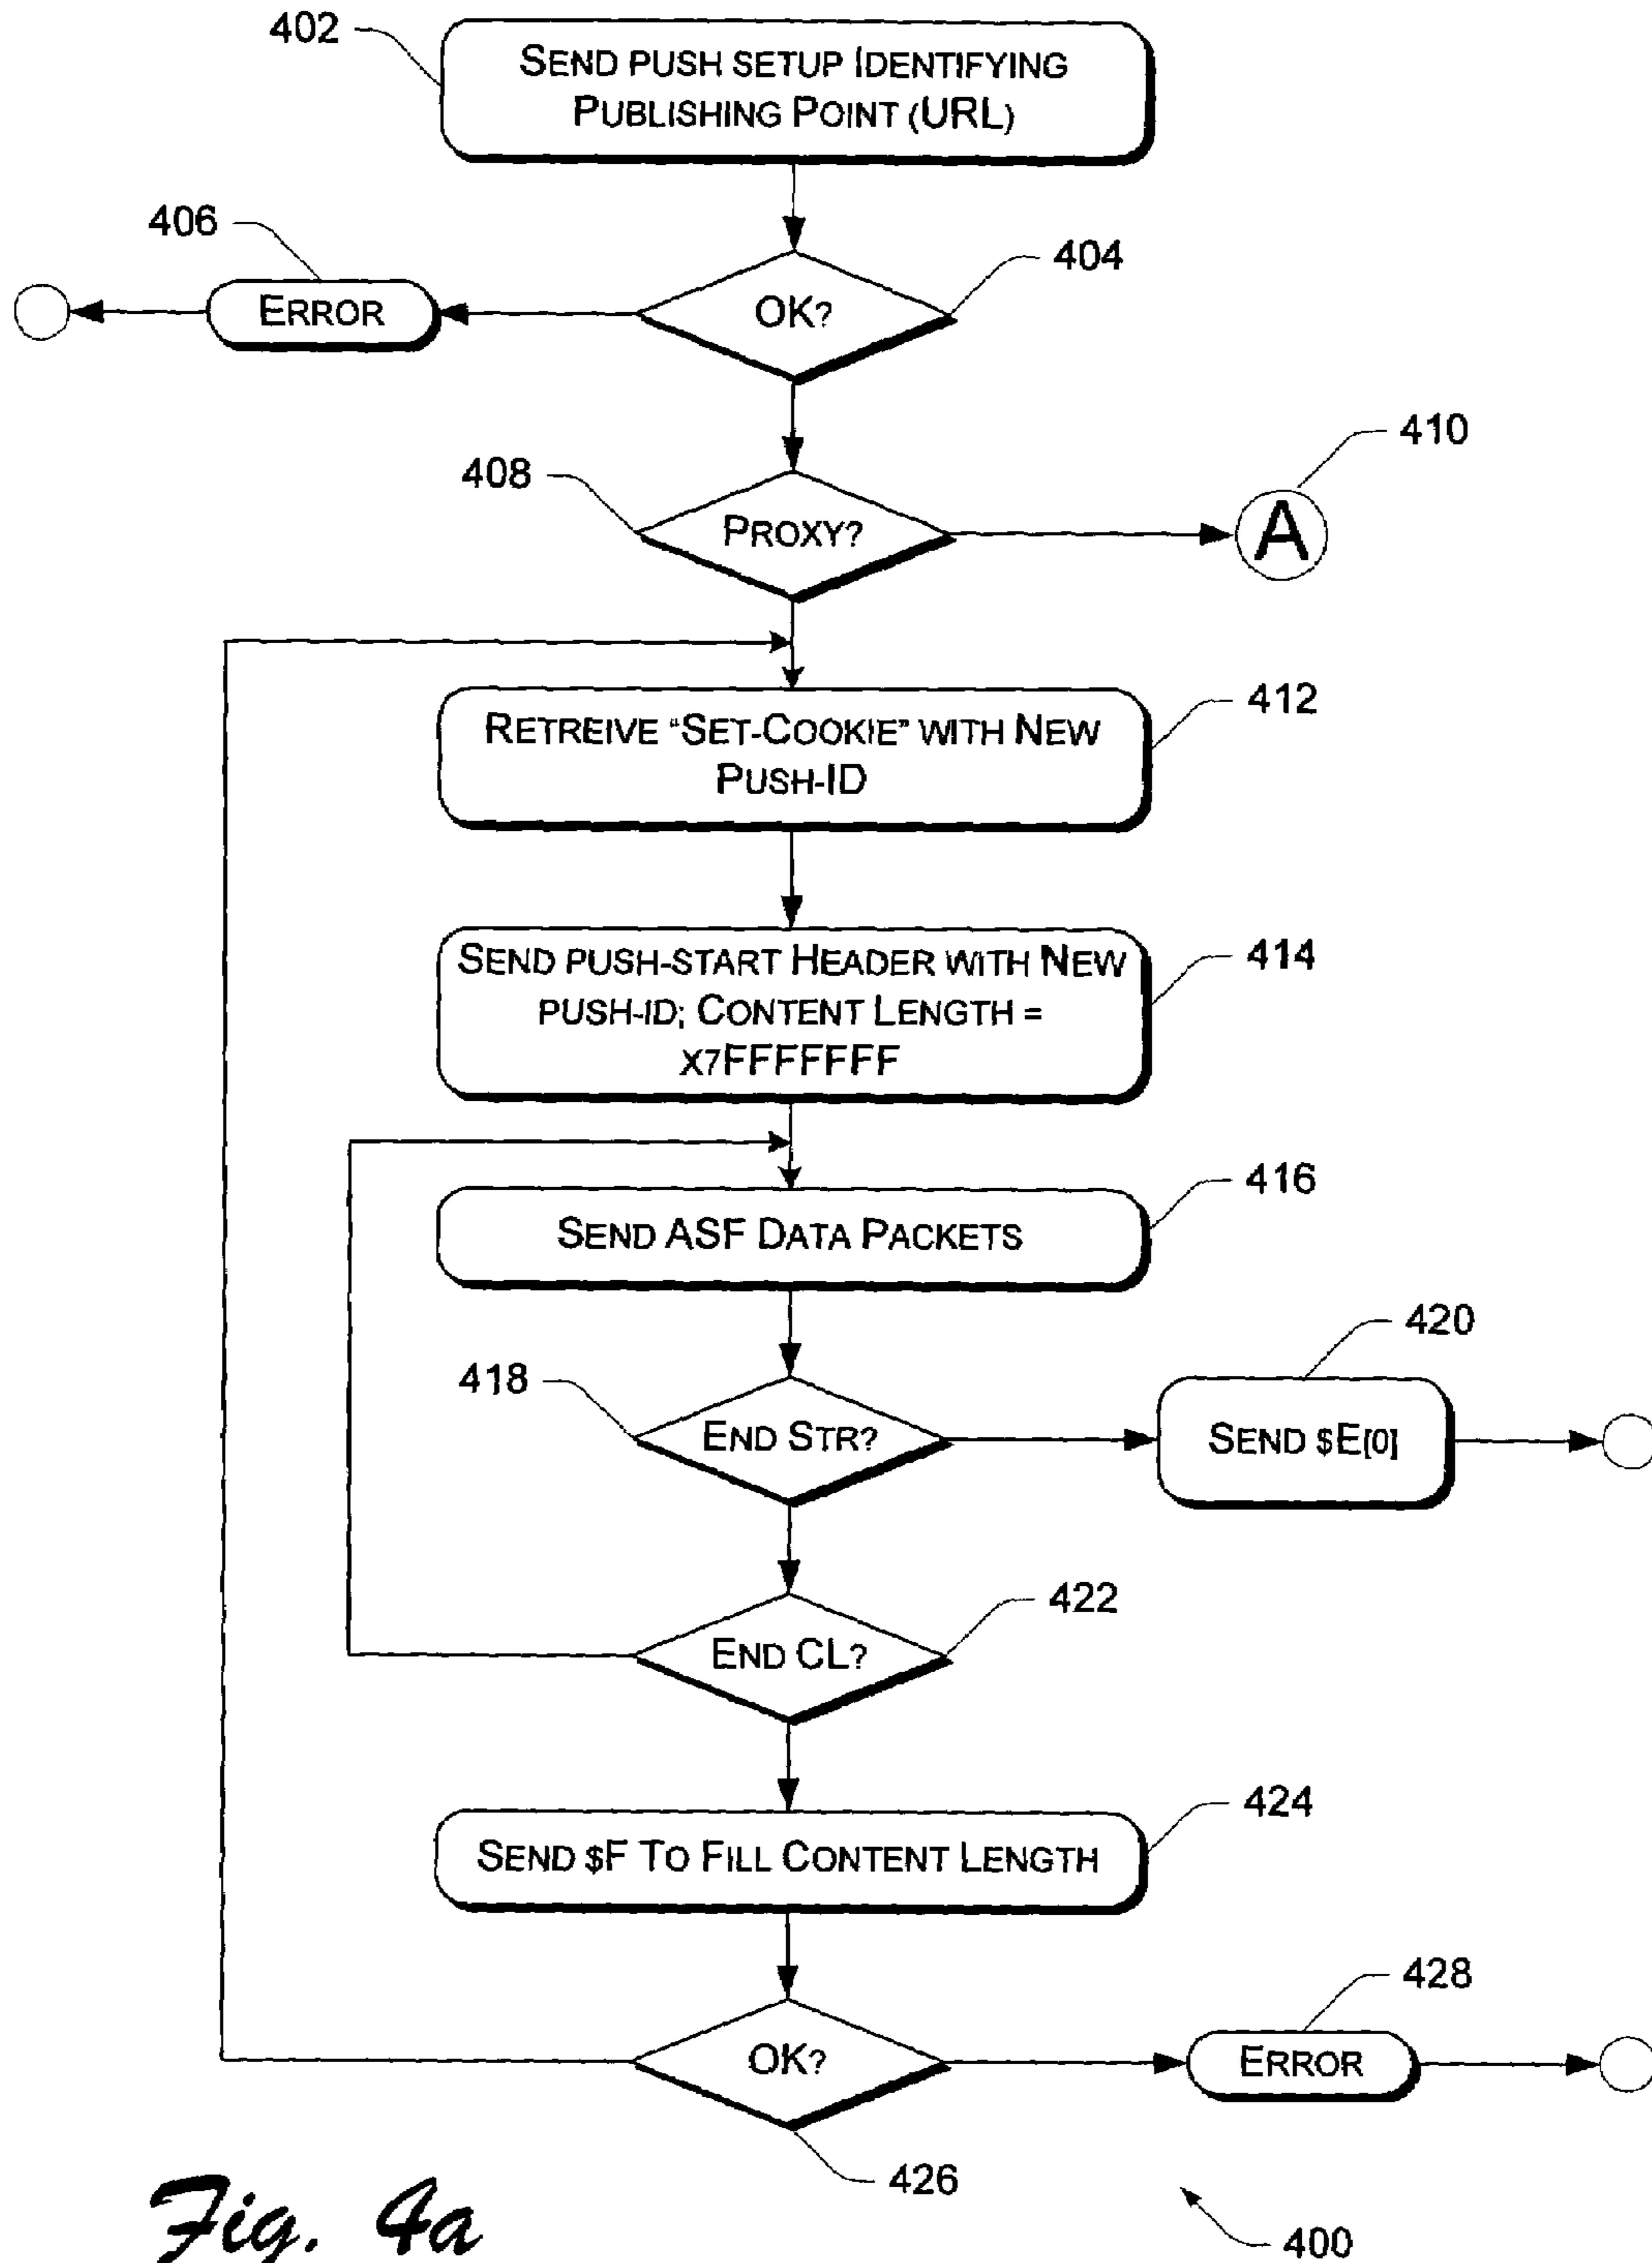 402
SEND PUSH SETUP IDENTIFYING
PUBLISHING POINT (URL)
406
ERROR
OK?
404
408
PROXY?
410
A
RETREIVE "SET-COOKIE" WITH NEW
PUSH-ID
412
SEND PUSH-START HEADER WITH NEW
PUSH-ID; CONTENT LENGTH =
X7FFFFFFF
414
SEND ASF DATA PACKETS
416
418
END STR?
420
SEND $E[0]
END CL?
422
SEND $F TO FILL CONTENT LENGTH
424
OK?
426
428
ERROR
Fig. 4a
400